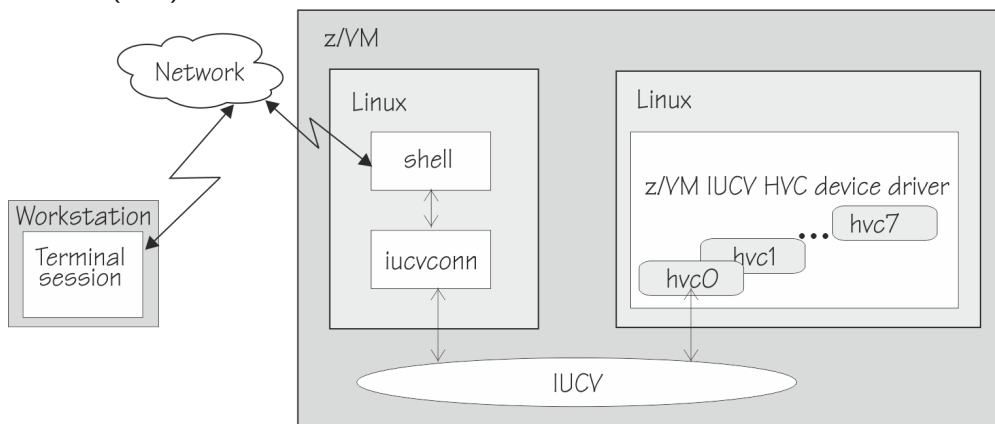 z/VM
Network
Linux
Linux
shell
z/VM IUCV HVC device driver
Workstation
Terminal
session
iucvconn
hvc0
hvc1
...
hvc7
IUCV